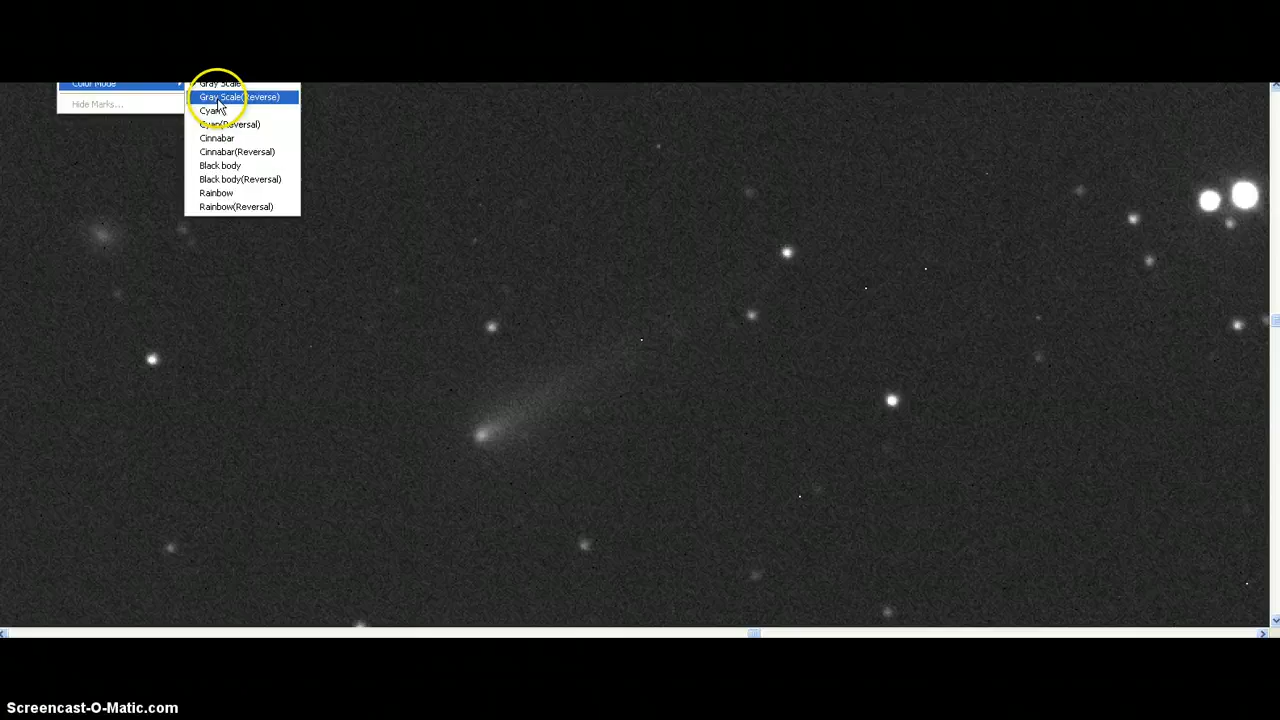 Color Mode
Gray Scale
Gray Scale(Reverse)
Hide Marks...
Cyan
Cyan(Reversal)
Cinnabar
Cinnabar(Reversal)
Black body
Black body(Reversal)
Rainbow
Rainbow(Reversal)
Screencast-O-Matic.com